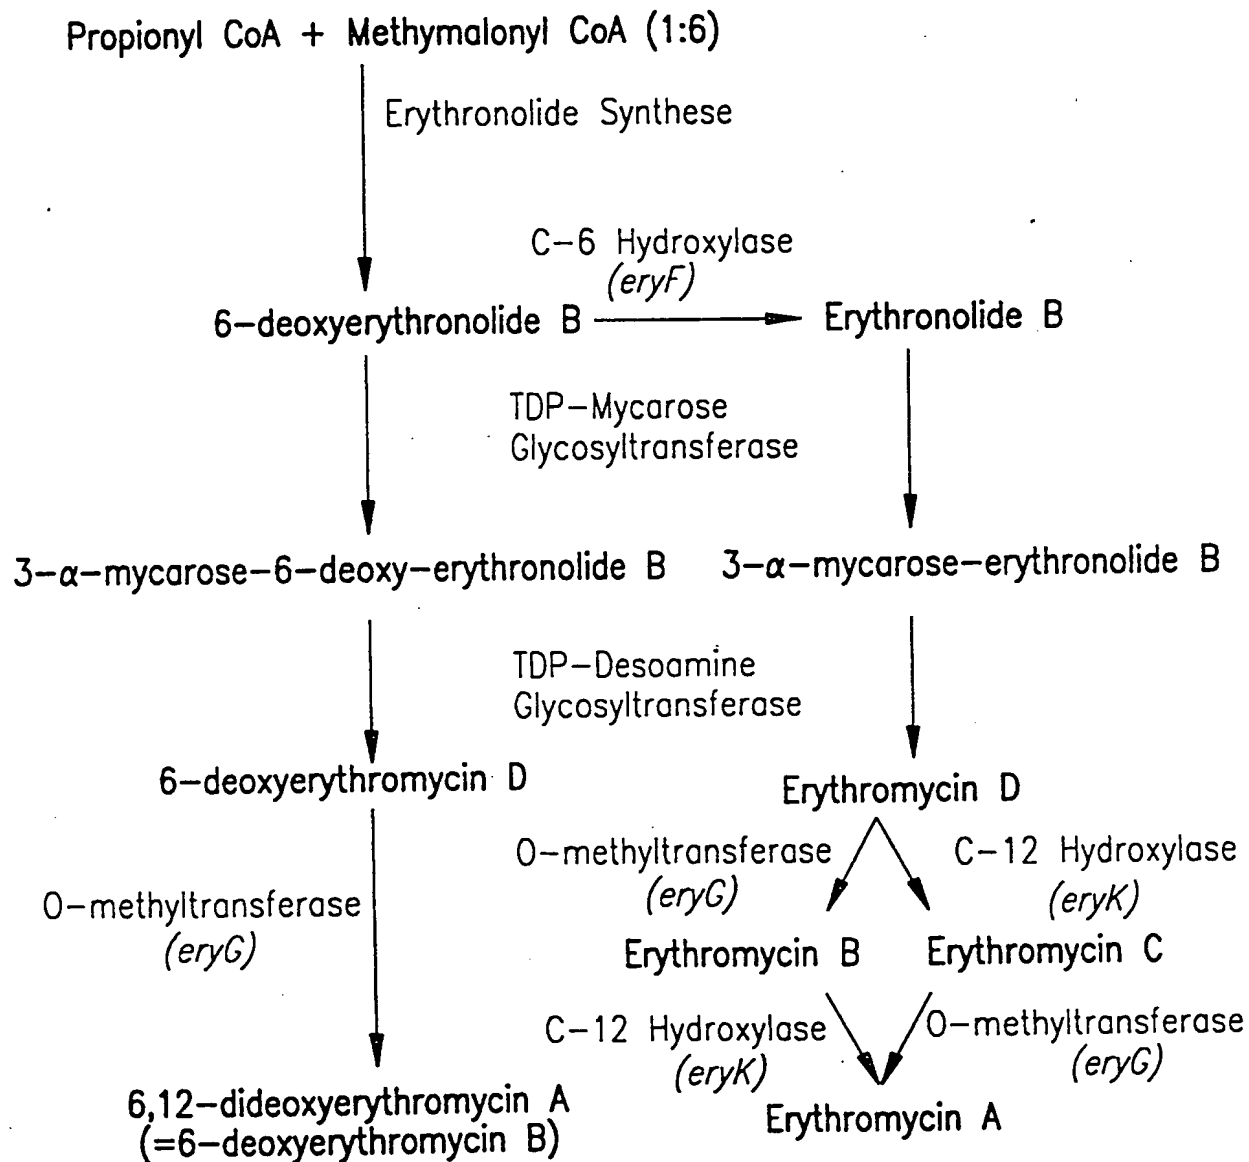 Propionyl CoA + Methymalonyl CoA (1:6)
Erythronolide Synthese
C-6 Hydroxylase
(eryF)
6-deoxyerythronolide B
Erythronolide B
TDP-Mycarose
Glycosyltransferase
3-α-mycarose-6-deoxy-erythronolide B
3-α-mycarose-erythronolide B
TDP-Desoamine
Glycosyltransferase
6-deoxyerythromycin D
Erythromycin D
O-methyltransferase
(eryG)
C-12 Hydroxylase
(eryK)
O-methyltransferase
(eryG)
Erythromycin B
Erythromycin C
C-12 Hydroxylase
(eryK)
O-methyltransferase
(eryG)
6,12-dideoxyerythromycin A
(=6-deoxyerythromycin B)
Erythromycin A